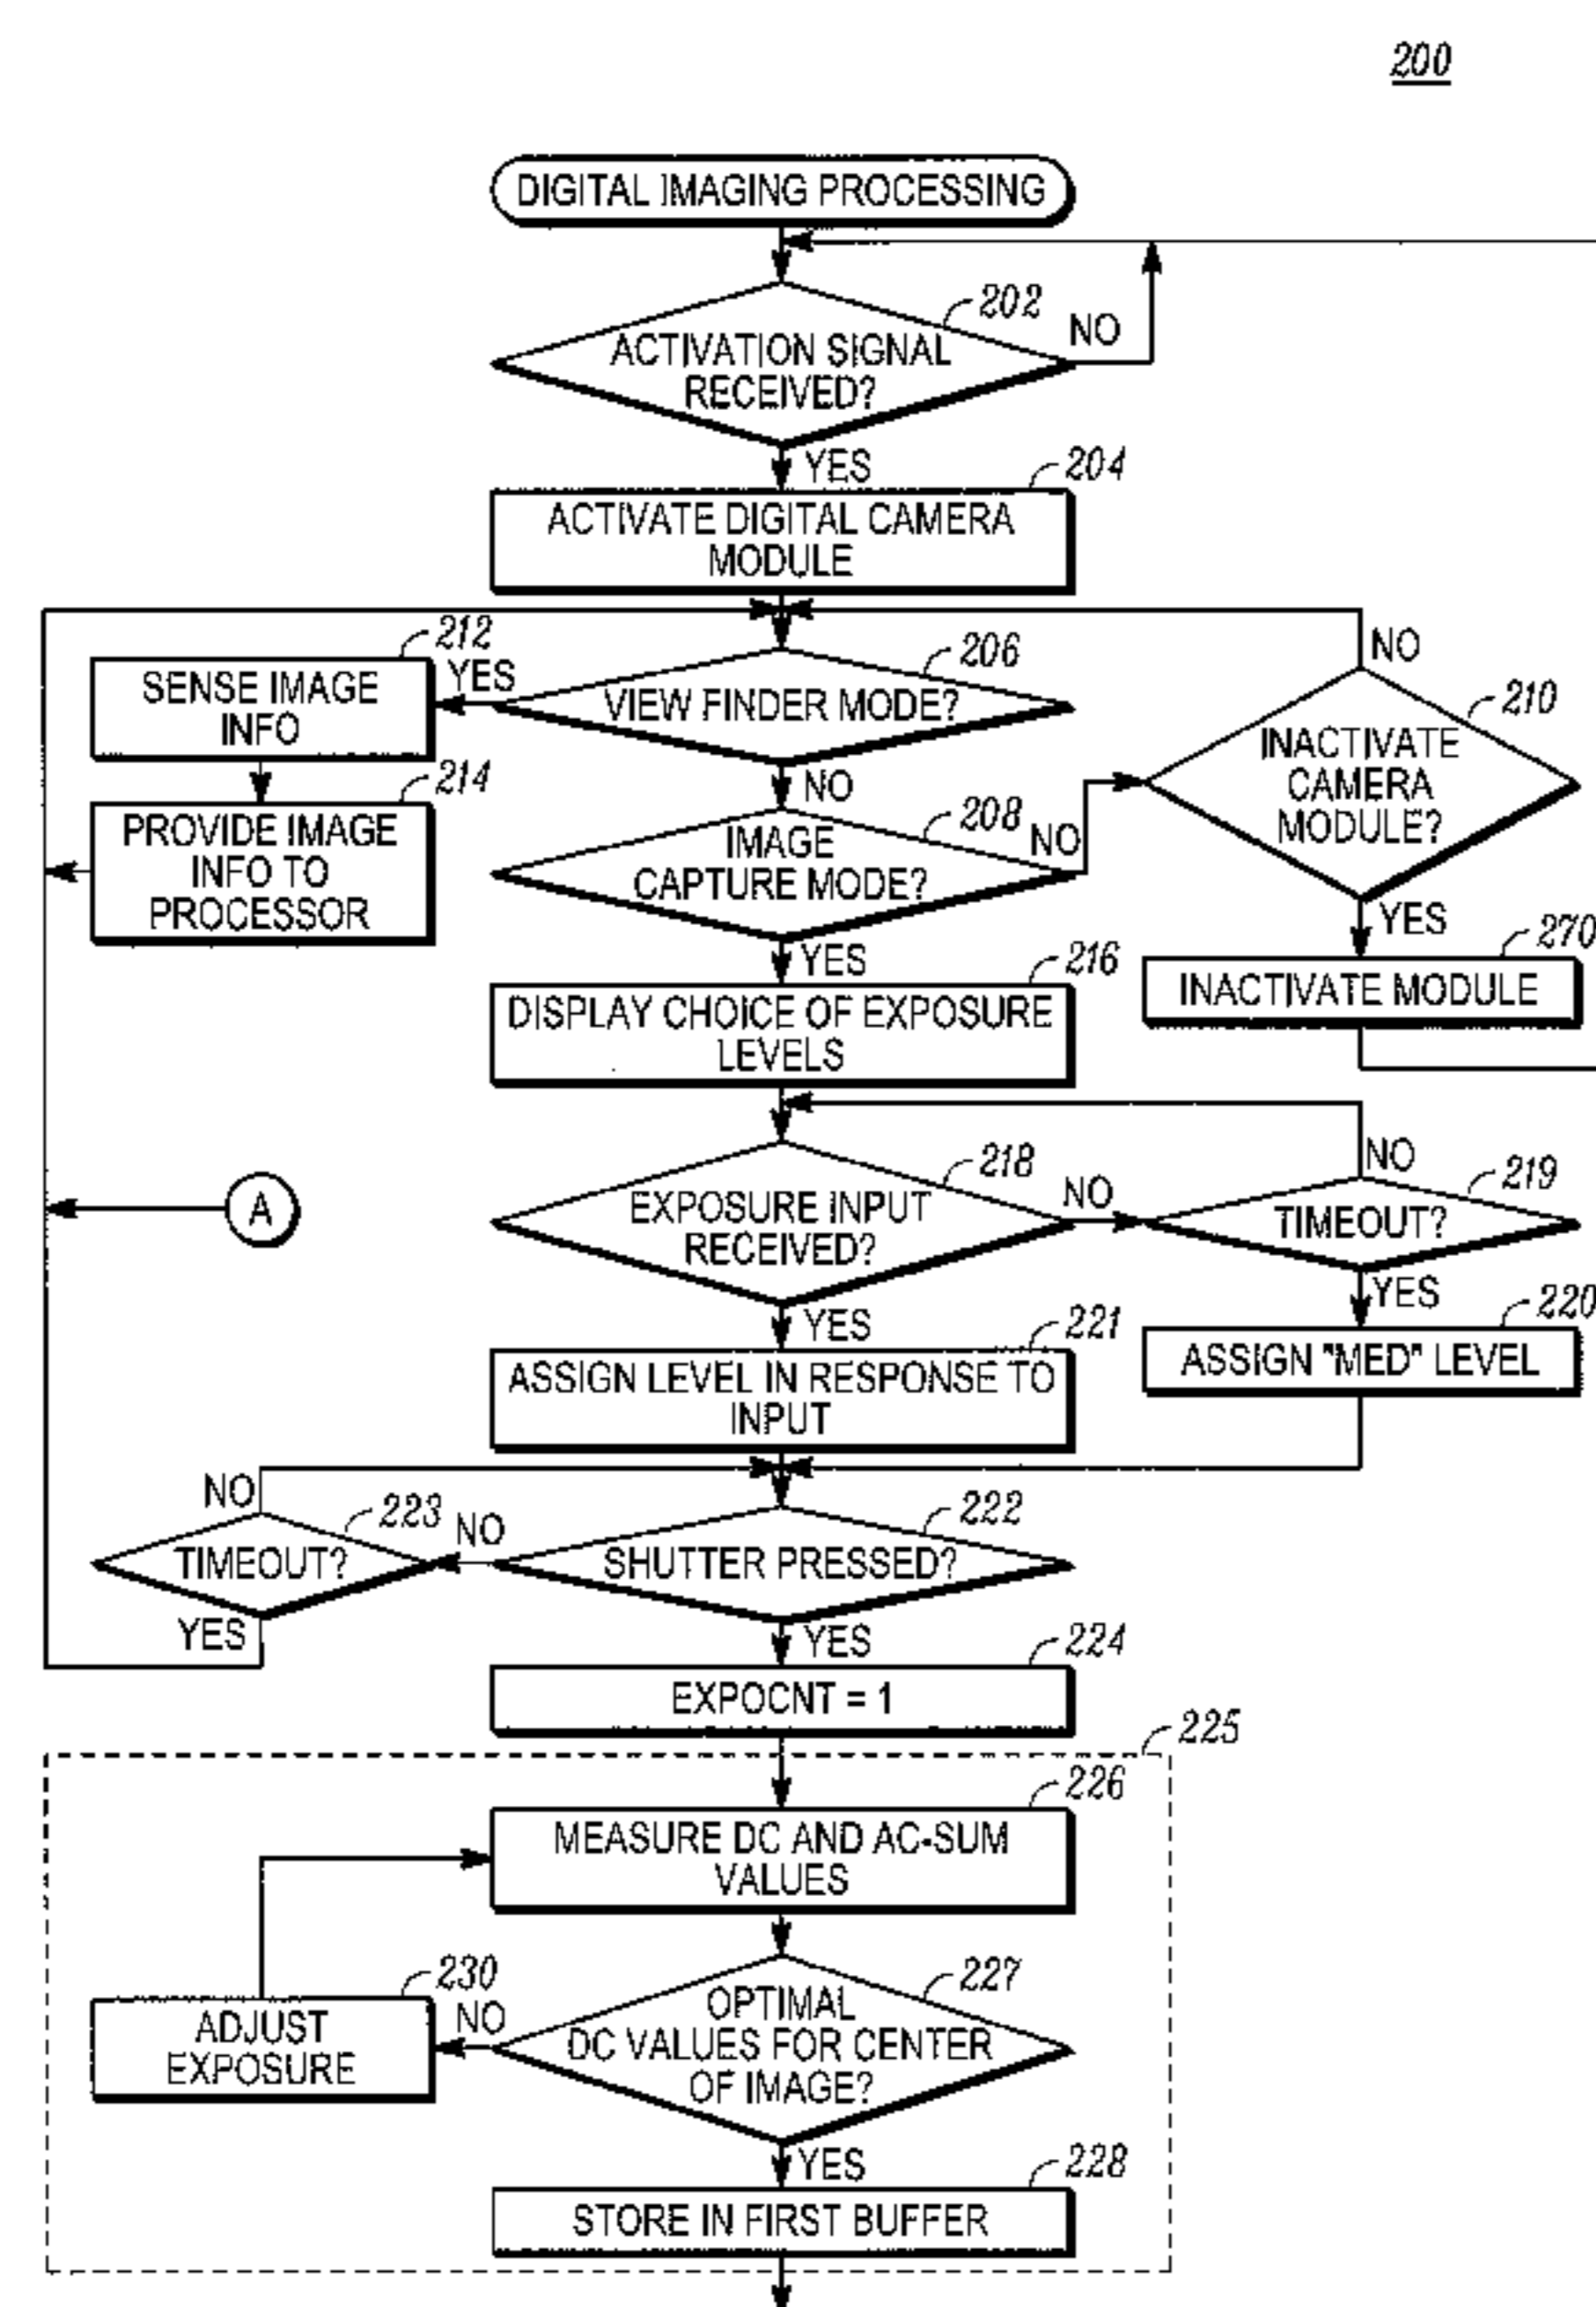 200
DIGITAL IMAGING PROCESSING
202
ACTIVATION SIGNAL
RECEIVED?
NO
YES
204
ACTIVATE DIGITAL CAMERA
MODULE
212
SENSE IMAGE
INFO
YES
206
VIEW FINDER MODE?
NO
NO
210
INACTIVATE
CAMERA
MODULE?
214
PROVIDE IMAGE
INFO TO
PROCESSOR
208
IMAGE
CAPTURE MODE?
NO
YES
YES
270
INACTIVATE MODULE
216
DISPLAY CHOICE OF EXPOSURE
LEVELS
A
218
EXPOSURE INPUT
RECEIVED?
NO
NO
219
TIMEOUT?
YES
YES
220
ASSIGN "MED" LEVEL
221
ASSIGN LEVEL IN RESPONSE TO
INPUT
NO
223
TIMEOUT?
NO
222
SHUTTER PRESSED?
YES
YES
224
EXPOCNT = 1
225
226
MEASURE DC AND AC-SUM
VALUES
230
ADJUST
EXPOSURE
NO
227
OPTIMAL
DC VALUES FOR CENTER
OF IMAGE?
YES
228
STORE IN FIRST BUFFER